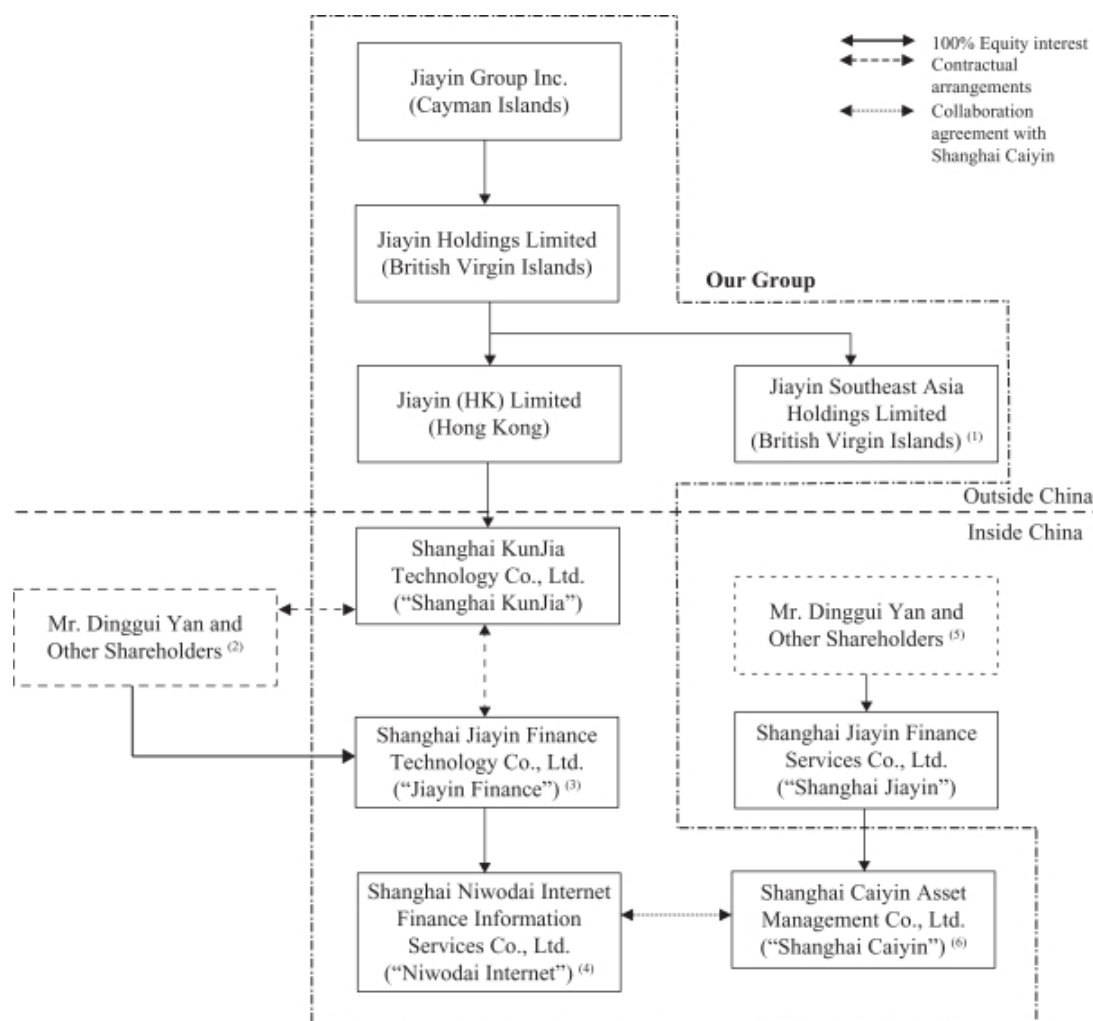 Jiayin Group Inc.
(Cayman Islands)
100% Equity interest
Contractual
arrangements
Collaboration
agreement with
Shanghai Caiyin
Jiayin Holdings Limited
(British Virgin Islands)
Our Group
Jiayin (HK) Limited
(Hong Kong)
Jiayin Southeast Asia
Holdings Limited
(British Virgin Islands) (1)
Outside China
Inside China
Shanghai KunJia
Technology Co., Ltd.
(“Shanghai KunJia”)
Mr. Dinggui Yan and
Other Shareholders (2)
Mr. Dinggui Yan and
Other Shareholders (5)
Shanghai Jiayin Finance
Technology Co., Ltd.
(“Jiayin Finance”) (3)
Shanghai Jiayin Finance
Services Co., Ltd.
(“Shanghai Jiayin”)
Shanghai Niwodai Internet
Finance Information
Services Co., Ltd.
(“Niwodai Internet”) (4)
Shanghai Caiyin Asset
Management Co., Ltd.
(“Shanghai Caiyin”) (6)